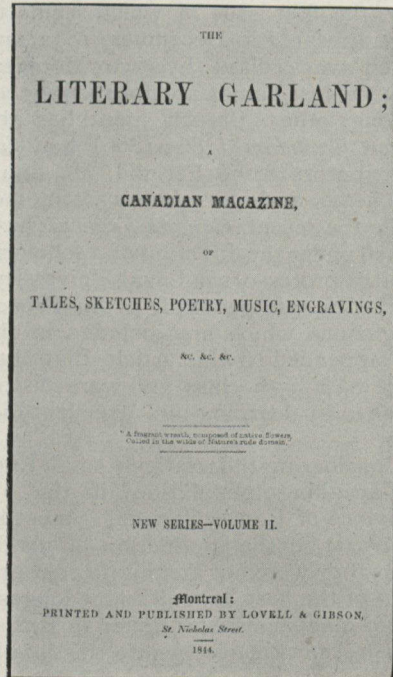 THE
LITERARY GARLAND;
A
CANADIAN MAGAZINE,
OF
TALES, SKETCHES, POETRY, MUSIC, ENGRAVINGS,
&c. &c. &c.
"A fragrant wreath, composed of native flowers,
Culled in the wilds of Nature's rude domain."
NEW SERIES—VOLUME II.
Montreal:
PRINTED AND PUBLISHED BY LOVELL & GIBSON,
St. Nicholas Street.
1844.